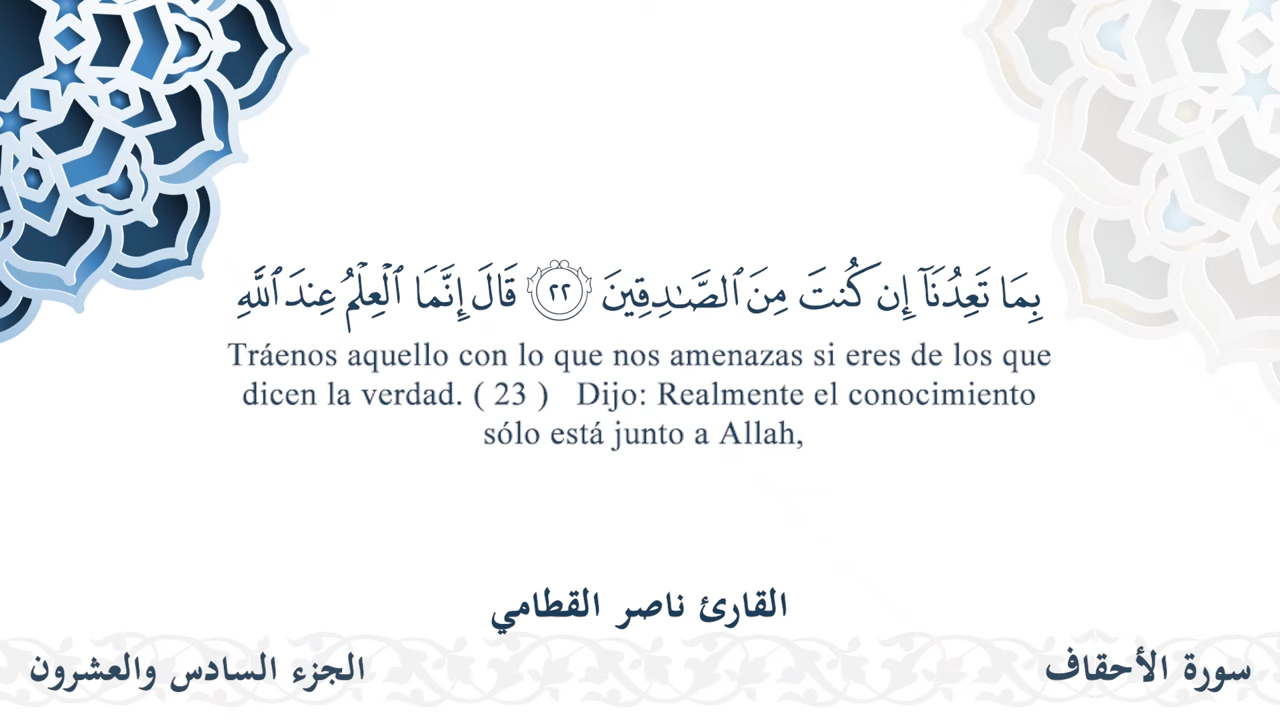 بِمَا تَعِدُنَآ إِن كُنتَ مِنَ ٱلصَّـٰدِقِينَ ٢٢ قَالَ إِنَّمَا ٱلْعِلْمُ عِندَ ٱللَّهِ
Tráenos aquello con lo que nos amenazas si eres de los que
dicen la verdad. ( 23 ) Dijo: Realmente el conocimiento
sólo está junto a Allah,
القارئ ناصر القطامي
سورة الأحقاف
الجزء السادس والعشرون